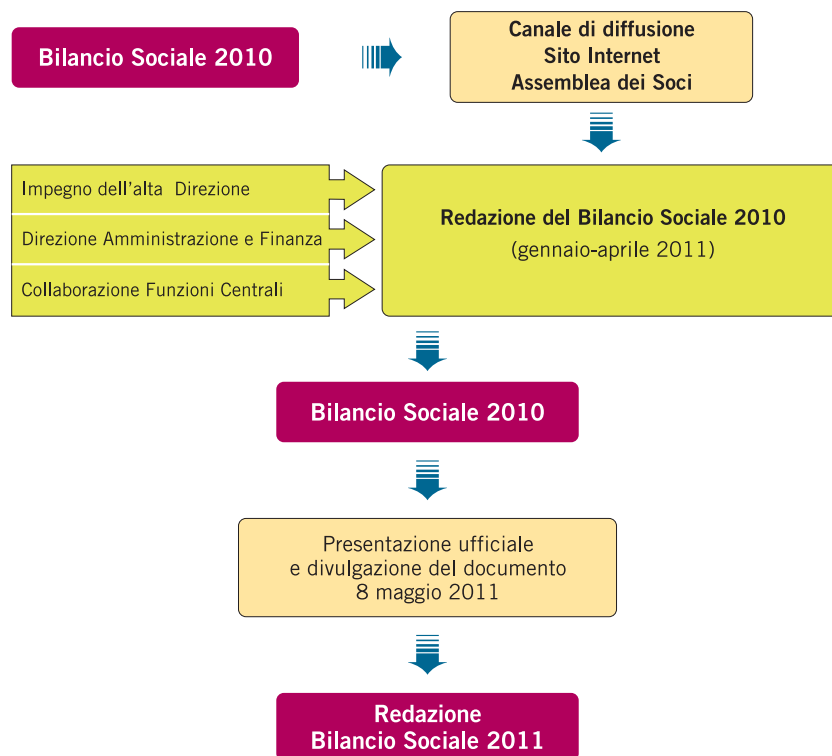 Bilancio Sociale 2010
Canale di diffusione
Sito Internet
Assemblea dei Soci
Impegno dell'alta Direzione
Direzione Amministrazione e Finanza
Collaborazione Funzioni Centrali
Redazione del Bilancio Sociale 2010
(gennaio-aprile 2011)
Bilancio Sociale 2010
Presentazione ufficiale
e divulgazione del documento
8 maggio 2011
Redazione
Bilancio Sociale 2011